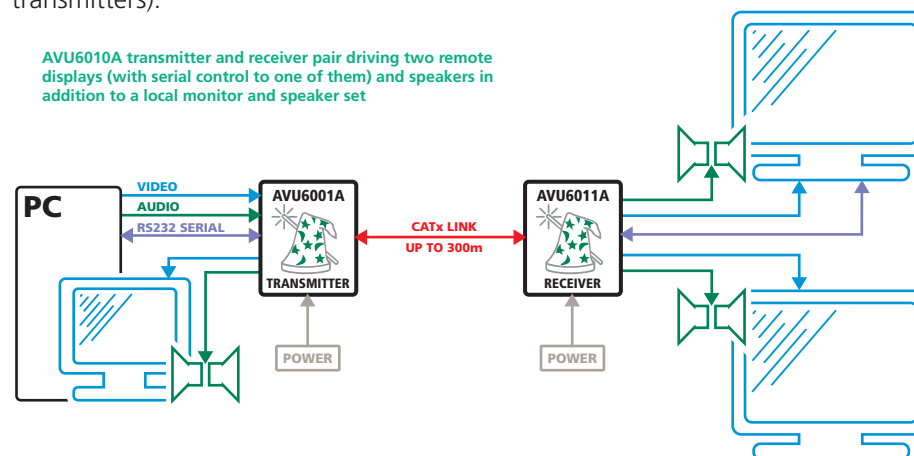 transmitters).
AVU6010A transmitter and receiver pair driving two remote
displays (with serial control to one of them) and speakers in
addition to a local monitor and speaker set
PC
VIDEO
AUDIO
RS232 SERIAL
AVU6001A
TRANSMITTER
CATx LINK
UP TO 300m
AVU6011A
RECEIVER
POWER
POWER